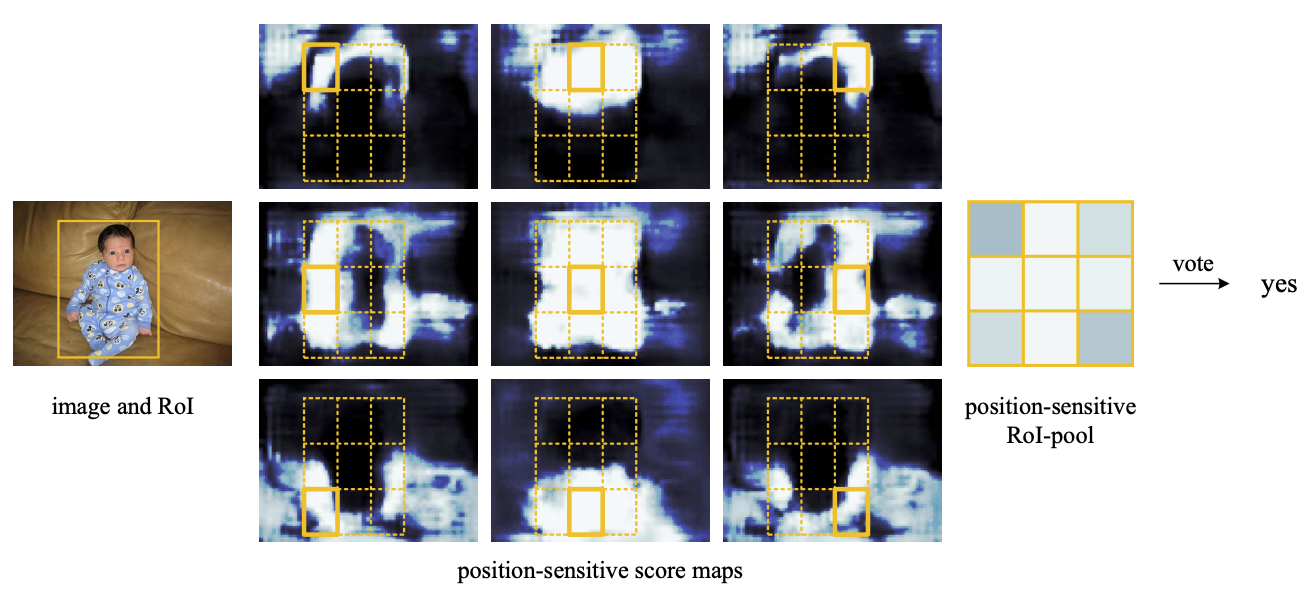 image and RoI
position-sensitive score maps
position-sensitive
RoI-pool
vote
yes